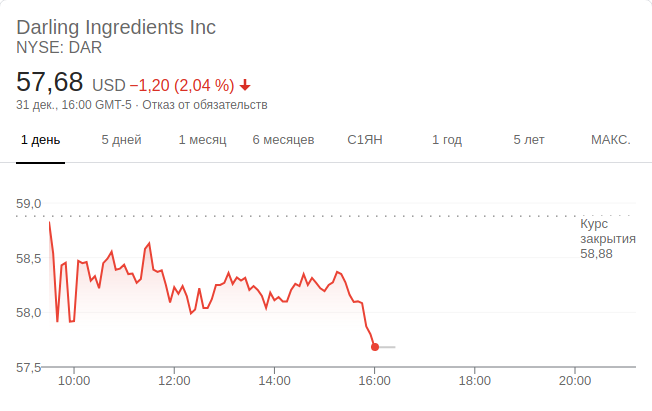 Darling Ingredients Inc
NYSE: DAR
57,68 USD −1,20 (2,04 %)
31 дек., 16:00 GMT-5 · Отказ от обязательств
1 день 5 дней 1 месяц 6 месяцев С1ЯН 1 год 5 лет МАКС.
59,0
Курс
закрытия
58,88
58,5
58,0
57,5
10:00 12:00 14:00 16:00 18:00 20:00